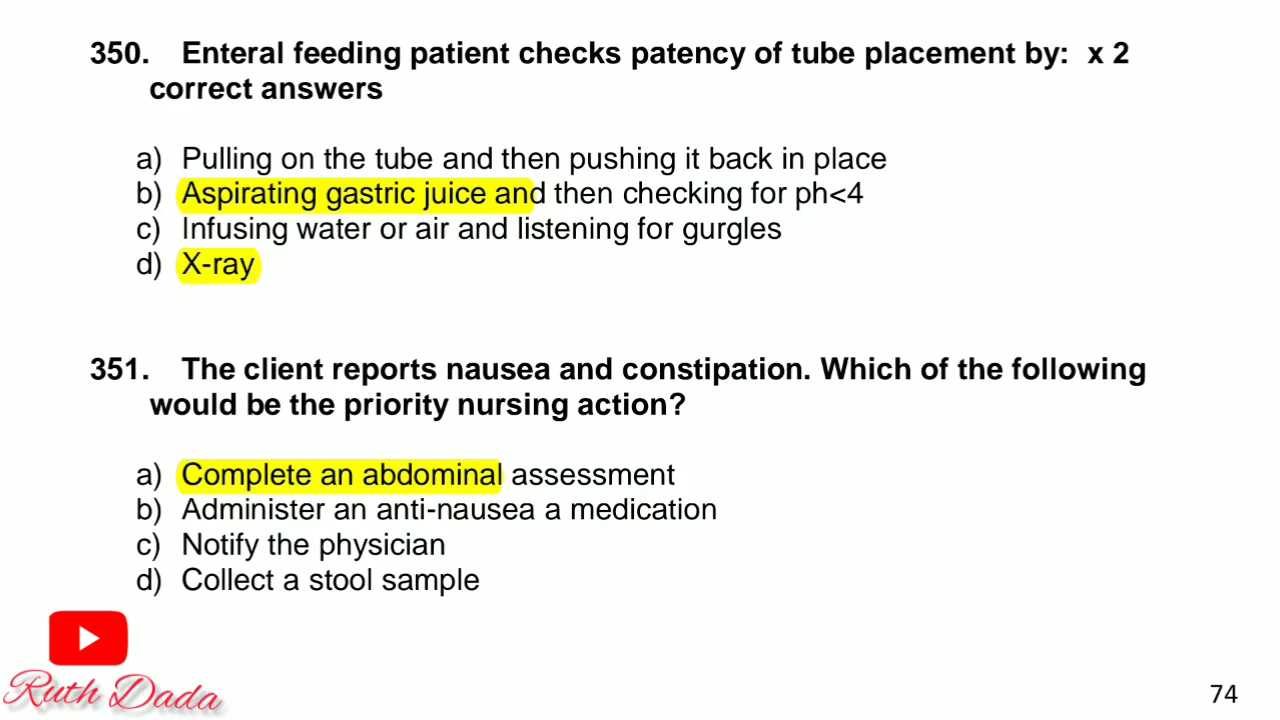 350. Enteral feeding patient checks patency of tube placement by: x 2
correct answers
a) Pulling on the tube and then pushing it back in place
b) Aspirating gastric juice and then checking for ph<4
c) Infusing water or air and listening for gurgles
d) X-ray
351. The client reports nausea and constipation. Which of the following
would be the priority nursing action?
a) Complete an abdominal assessment
b) Administer an anti-nausea a medication
c) Notify the physician
d) Collect a stool sample
Ruth Dada
74